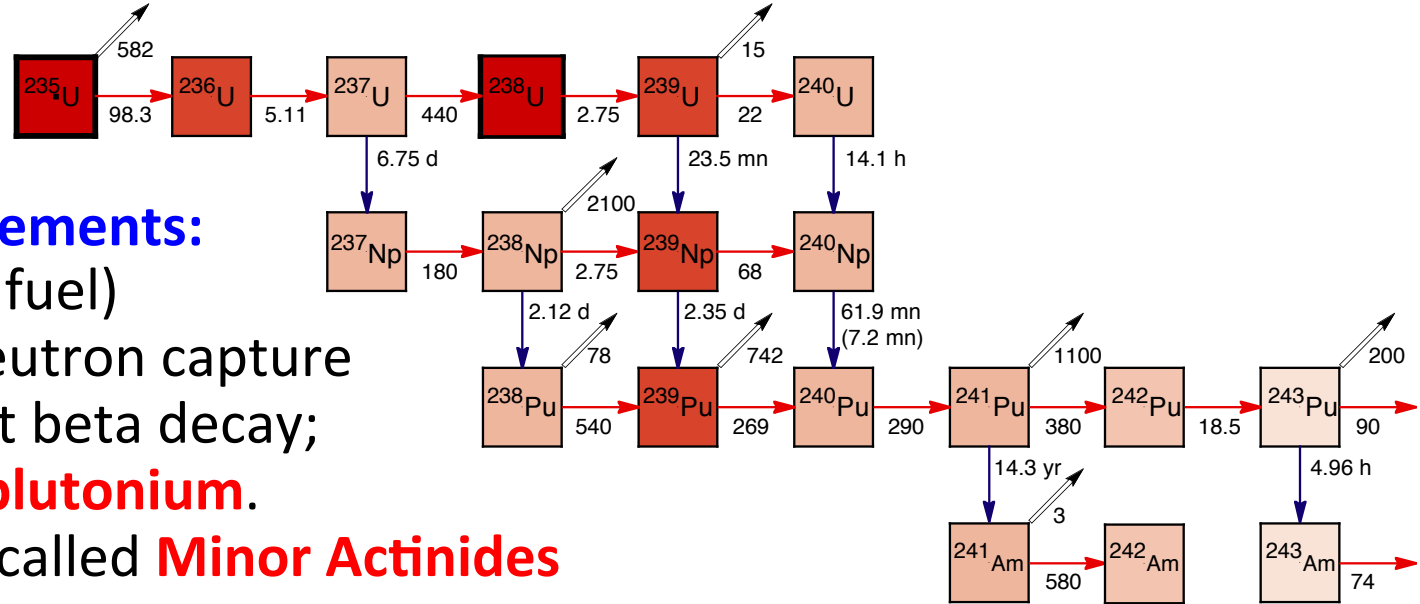 582 15
235U 236U 237U 238U 239U 240U
98.3 5.11 440 2.75 22
6.75 d 23.5 mn 14.1 h
2100
ements:
237Np 238Np 239Np 240Np
180 2.75 68
fuel)
2.12 d 2.35 d 61.9 mn
(7.2 mn)
eutron capture
78 742 1100 200
238Pu 239Pu 240Pu 241Pu 242Pu 243Pu
t beta decay;
540 269 290 380 18.5 90
14.3 yr 4.96 h
plutonium.
3
called Minor Actinides
241Am 242Am 243Am
580 74